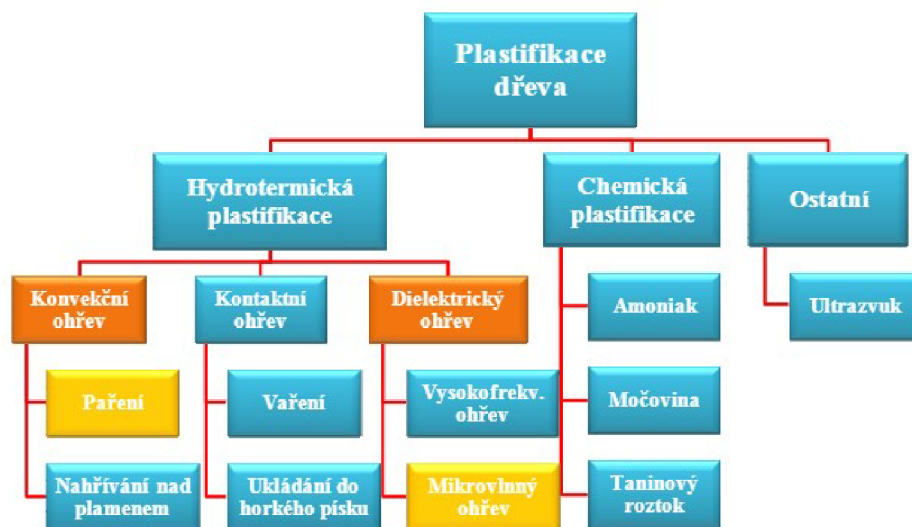 Plastifikace
dřeva
Hydrotermická
plastifikace
Chemická
plastifikace
Ostatní
Konvekční
ohřev
Kontaktní
ohřev
Dielektrický
ohřev
Amoniak
Ultrazvuk
Paření
Vaření
Vysokofrekv.
ohřev
Močovina
Nahřívání nad
plamenem
Ukládání do
horkého písku
Mikrovlnný
ohřev
Taninový
roztok